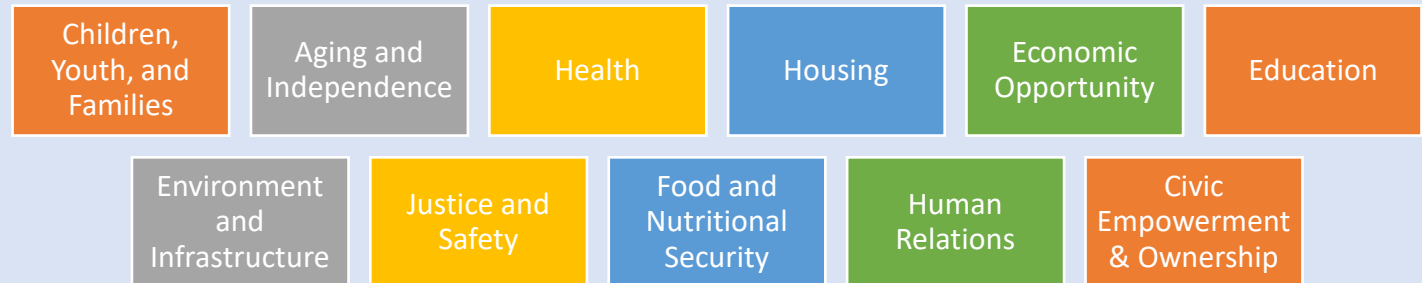 Children,
Youth, and
Families
Aging and
Independence
Health
Housing
Economic
Opportunity
Education
Environment
and
Infrastructure
Justice and
Safety
Food and
Nutritional
Security
Human
Relations
Civic
Empowerment
& Ownership